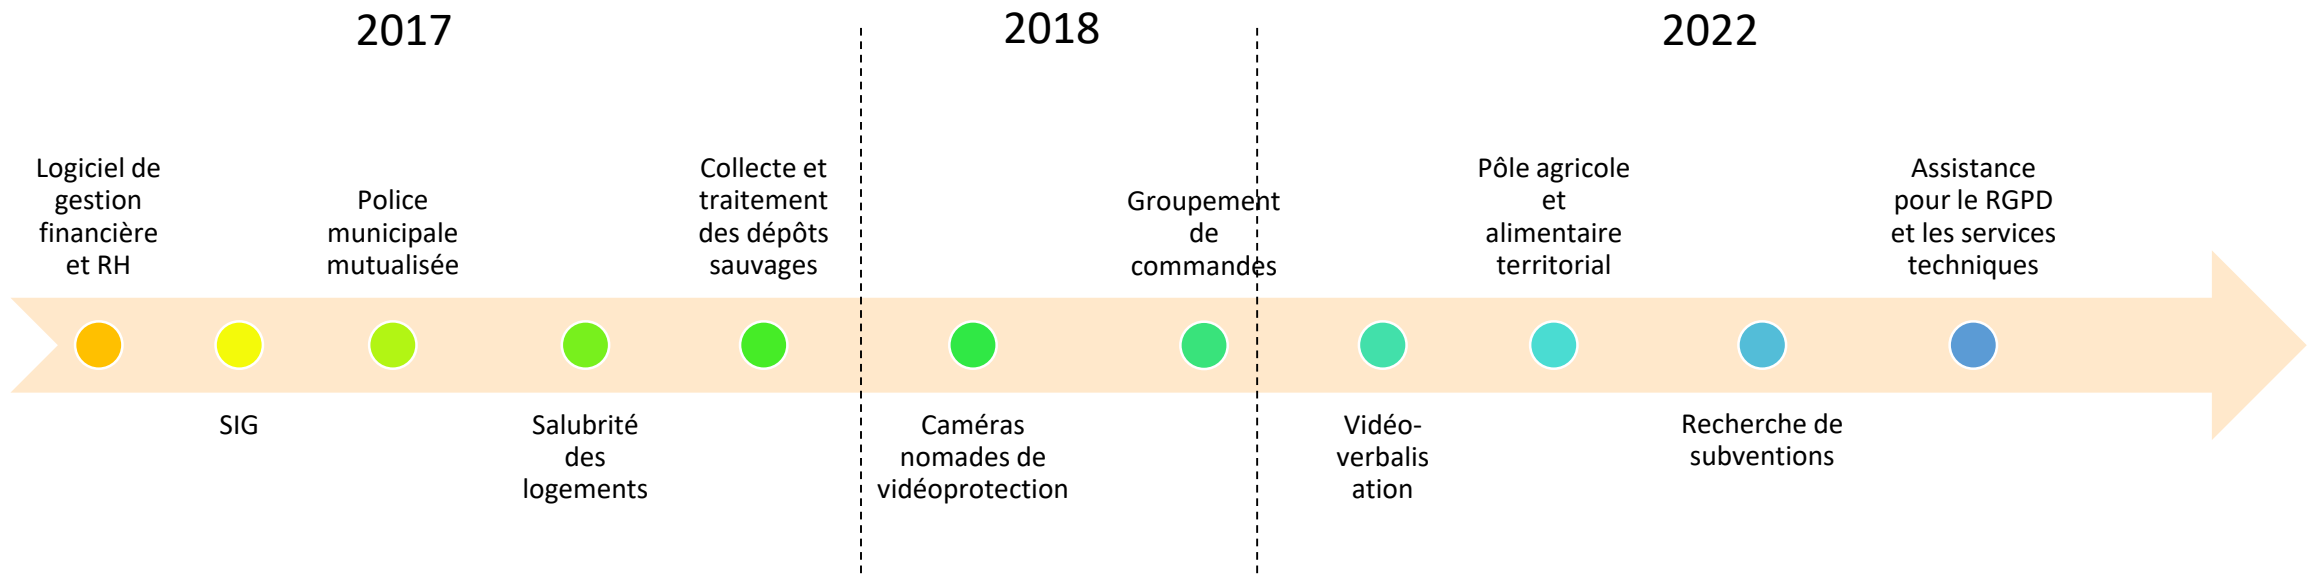 2017
2018
2022
Logiciel de
gestion
financière
et RH
SIG
Police
municipale
mutualisée
Salubrité
des
logements
Collecte et
traitement
des dépôts
sauvages
Caméras
nomades de
vidéoprotection
Groupement
de
commandes
Vidéo-
verbalis
ation
Pôle agricole
et
alimentaire
territorial
Recherche de
subventions
Assistance
pour le RGPD
et les services
techniques